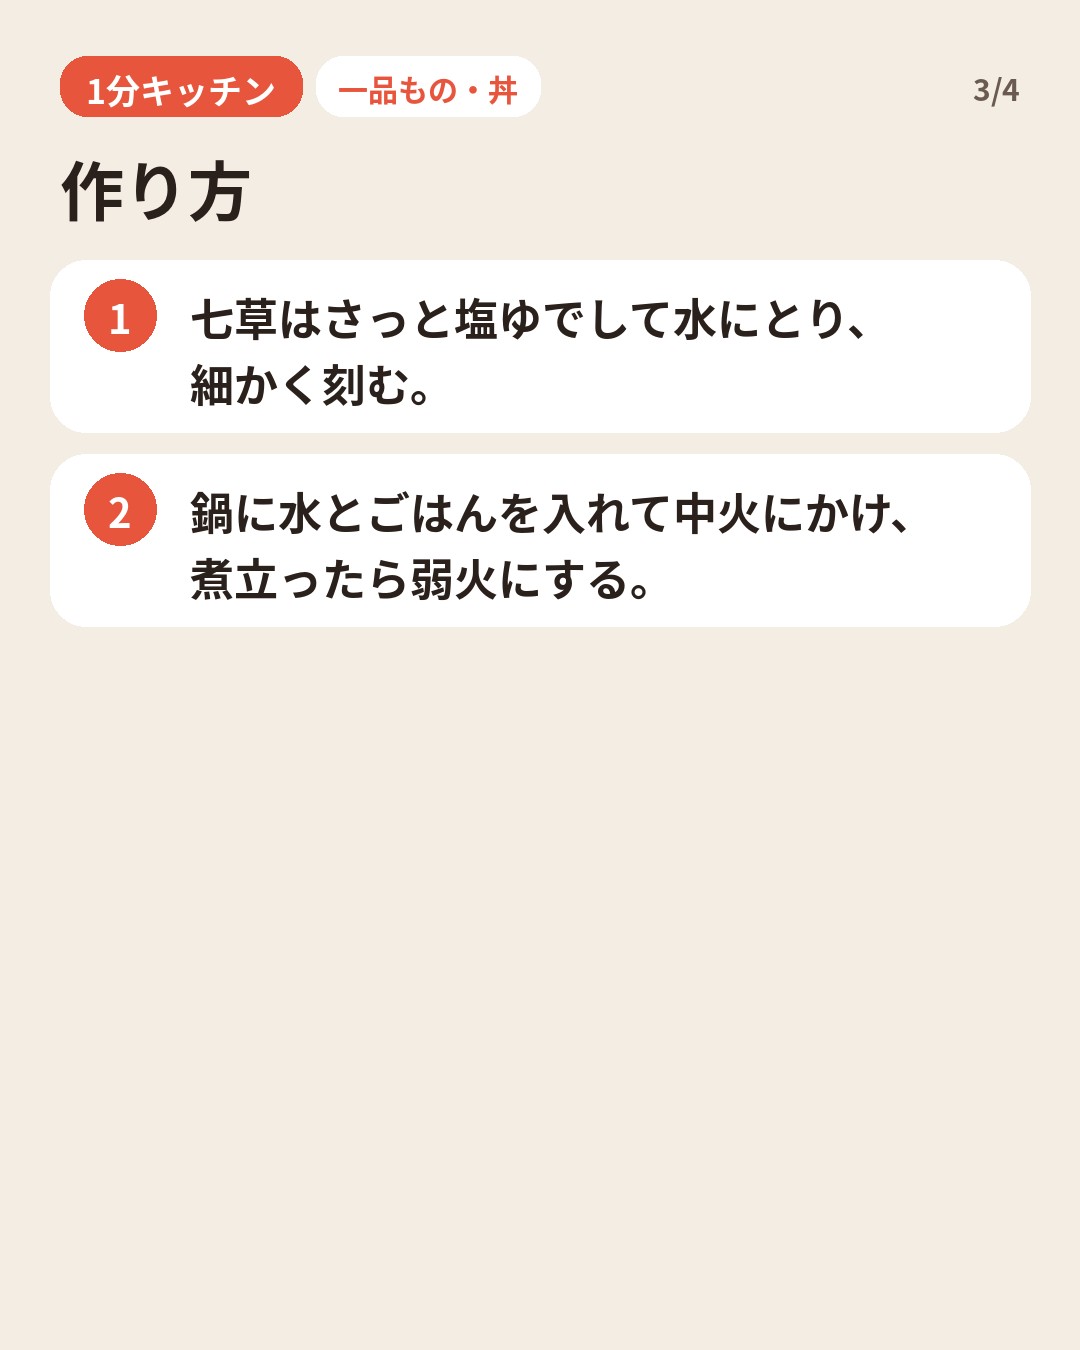 1分キッチン
一品もの・丼
3/4
作り方
1
七草はさっと塩ゆでして水にとり、
細かく刻む。
2
鍋に水とごはんを入れて中火にかけ、
煮立ったら弱火にする。